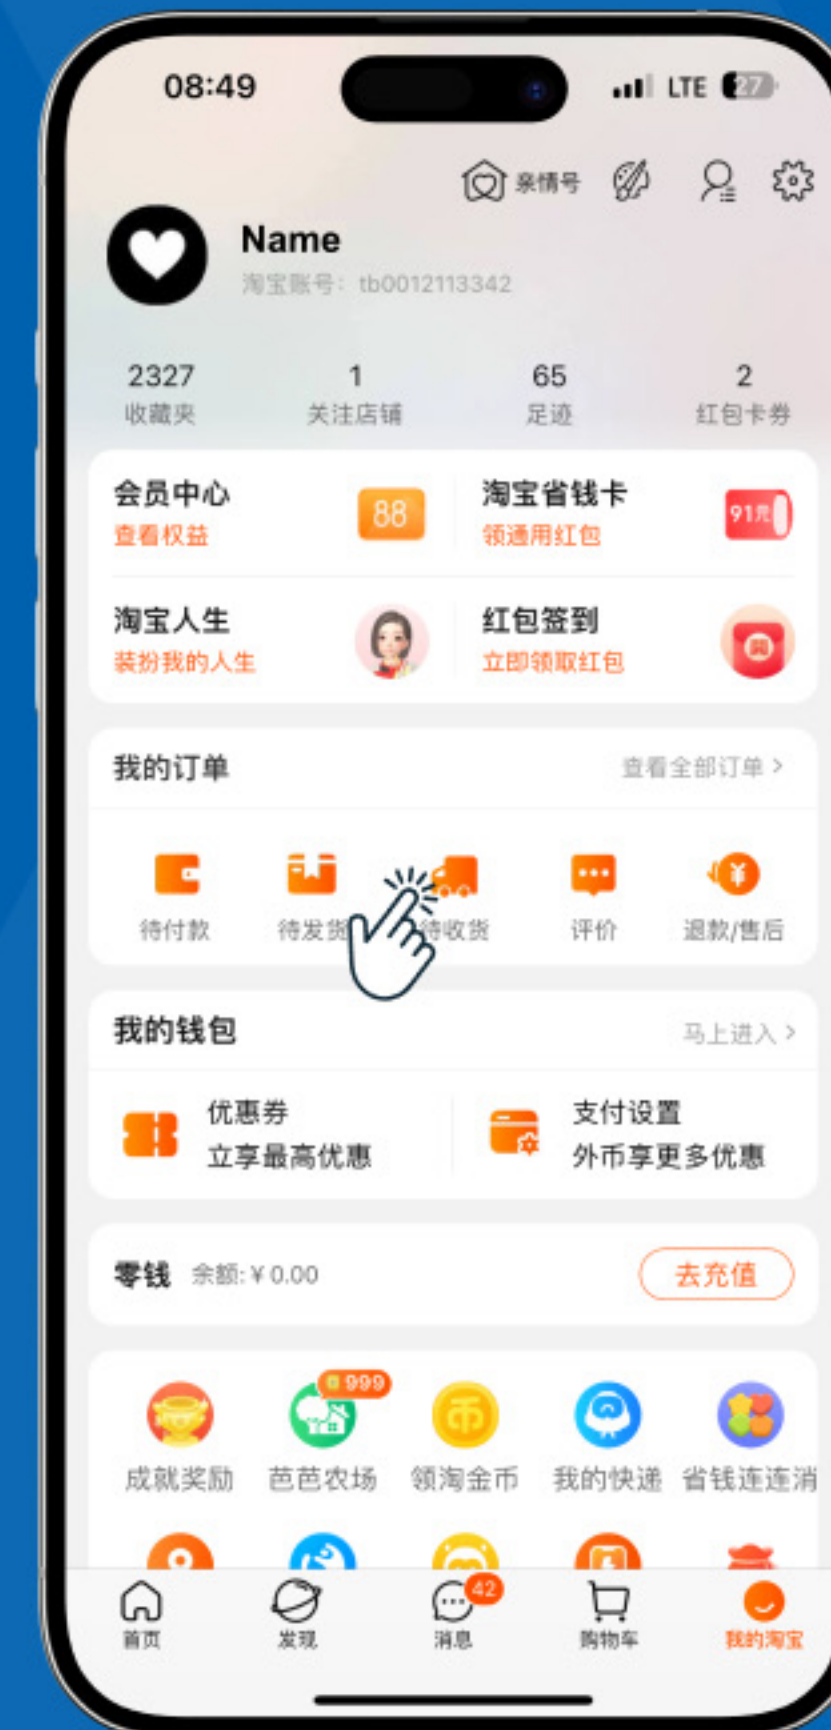 08:49 LTE 27
亲情号
Name
淘宝账号：tb0012113342
2327 1 65 2
收藏夹 关注店铺 足迹 红包卡券
会员中心 88 淘宝省钱卡 91元
查看权益 领通用红包
淘宝人生 红包签到
装扮我的人生 立即领取红包
我的订单 查看全部订单 >
待付款 待发货 待收货 评价 退款/售后
我的钱包 马上进入 >
优惠券 支付设置
立享最高优惠 外币享更多优惠
零钱 余额:¥0.00 去充值
999
成就奖励 芭芭农场 领淘金币 我的快递 省钱连连消
42
首页 发现 消息 购物车 我的淘宝